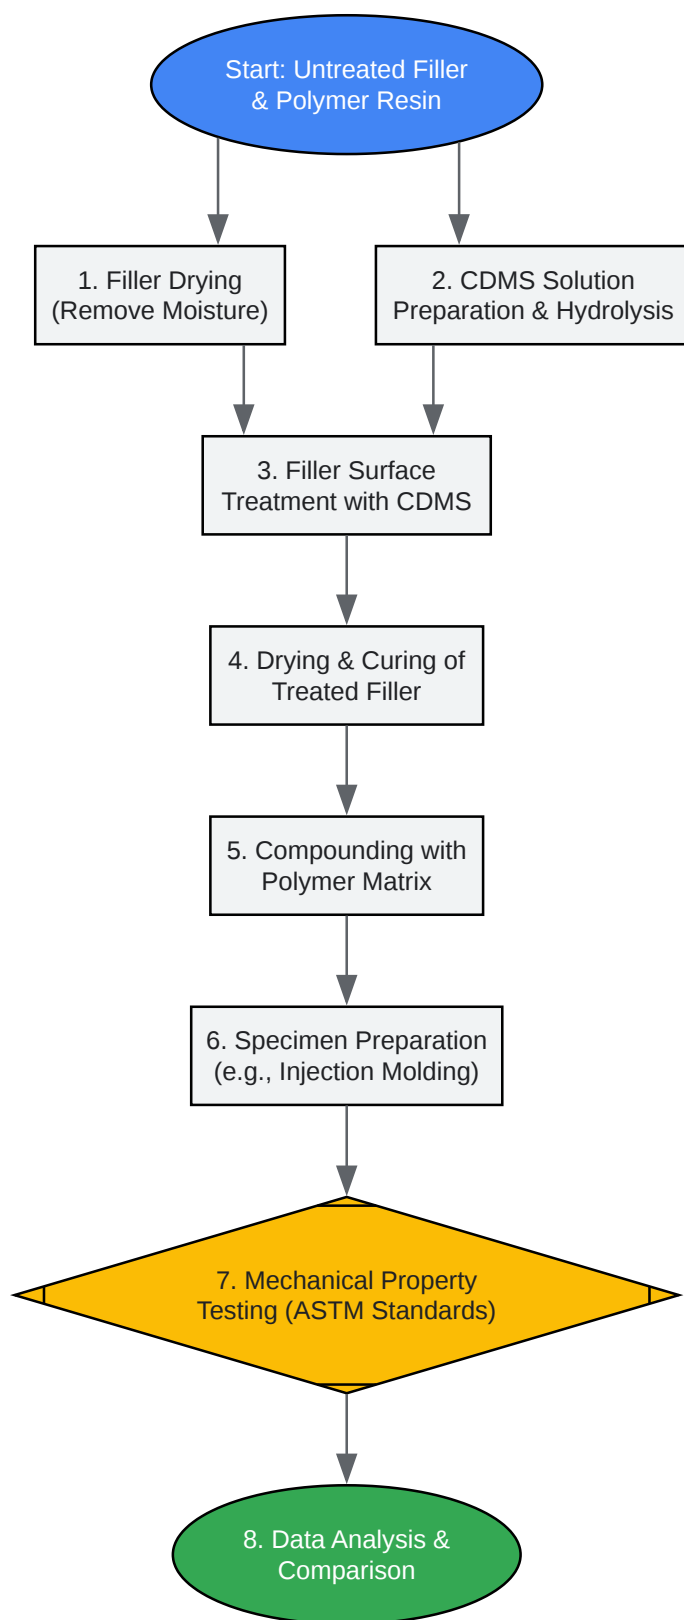 Start: Untreated Filler
& Polymer Resin
1. Filler Drying
(Remove Moisture)
2. CDMS Solution
Preparation & Hydrolysis
3. Filler Surface
Treatment with CDMS
4. Drying & Curing of
Treated Filler
5. Compounding with
Polymer Matrix
6. Specimen Preparation
(e.g., Injection Molding)
7. Mechanical Property
Testing (ASTM Standards)
8. Data Analysis &
Comparison